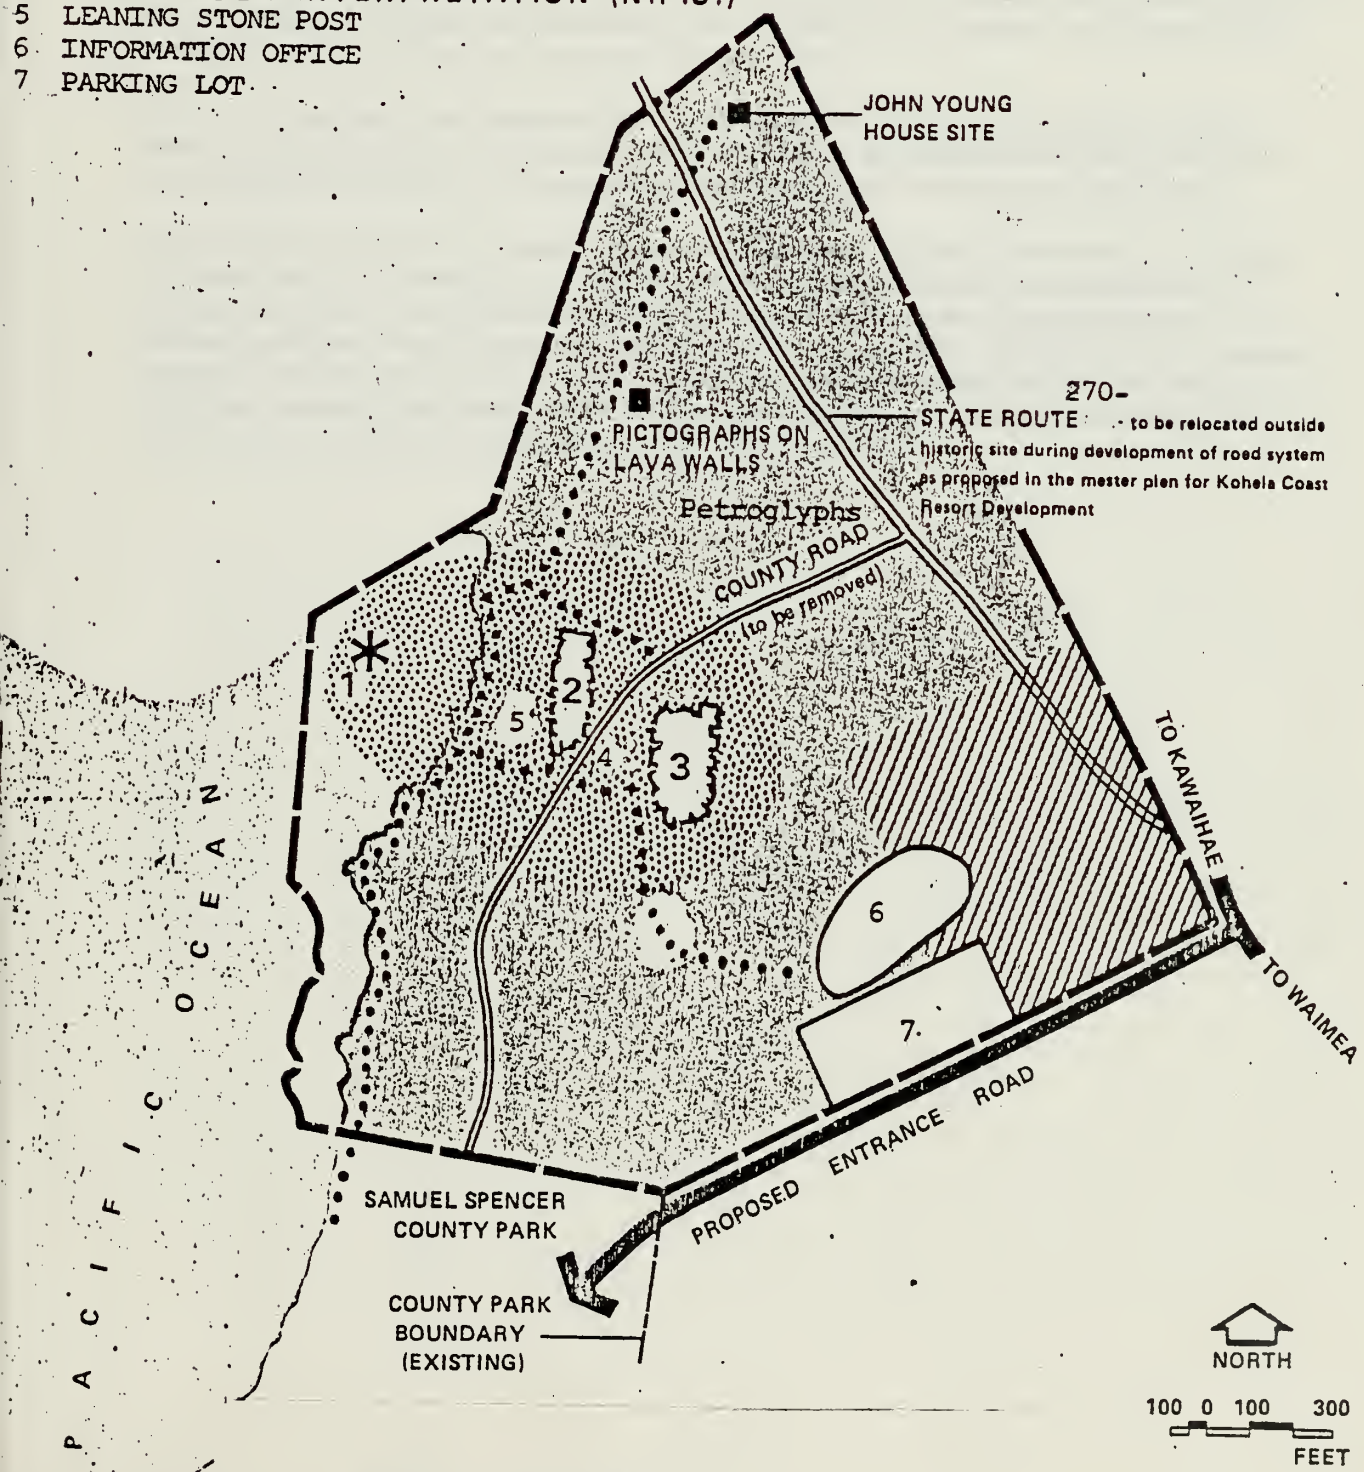 5 LEANING STONE POST
6 INFORMATION OFFICE
7 PARKING LOT
JOHN YOUNG
HOUSE SITE
270-
STATE ROUTE - to be relocated outside
historic site during development of road system
as proposed in the mester plan for Kohela Coast
Resort Development
PICTOGRAPHS ON
LAVA WALLS
Petroglyphs
COUNTY ROAD
(to be removed)
1
2
5
4
3
6
7.
TO KAWAIHAE
TO WAIMEA
PROPOSED ENTRANCE ROAD
PACIFIC OCEAN
SAMUEL SPENCER
COUNTY PARK
COUNTY PARK
BOUNDARY
(EXISTING)
NORTH
100 0 100 300
FEET